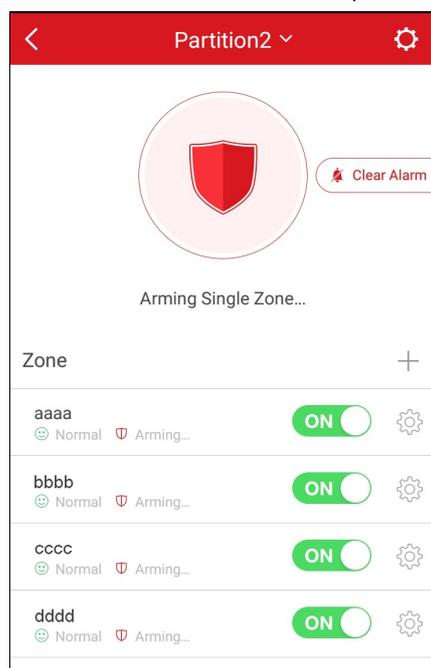 Partition2
Clear Alarm
Arming Single Zone...
Zone
aaaa
ON
Normal Arming...
bbbb
ON
Normal Arming...
cccc
ON
Normal Arming...
dddd
ON
Normal Arming...